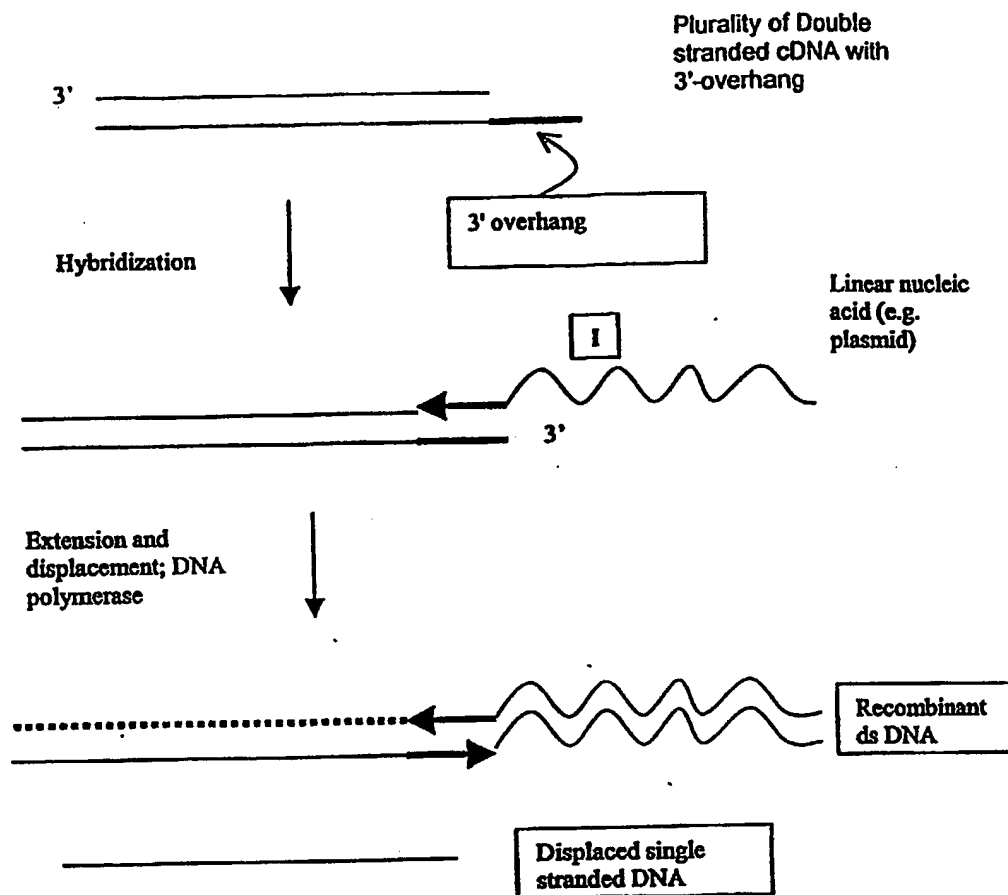 Plurality of Double
stranded cDNA with
3'-overhang
3'
3' overhang
Hybridization
Linear nucleic
acid (e.g.
plasmid)
I
3'
Extension and
displacement; DNA
polymerase
Recombinant
ds DNA
Displaced single
stranded DNA